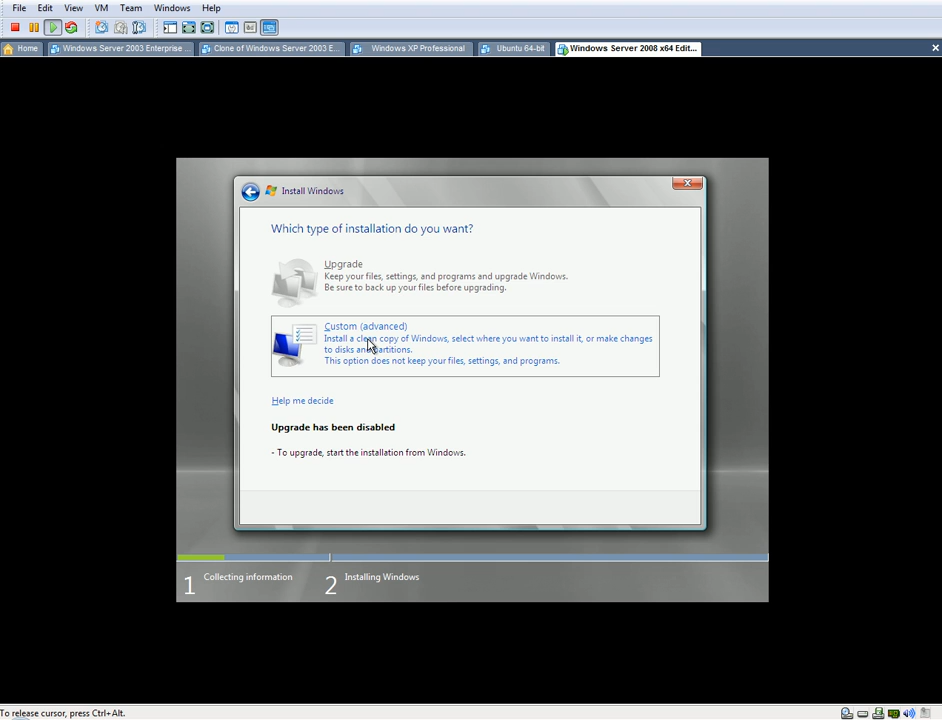 File Edit View VM Team Windows Help
Home Windows Server 2003 Enterprise ... Clone of Windows Server 2003 E... Windows XP Professional Ubuntu 64-bit Windows Server 2008 x64 Edit...
Install Windows
Which type of installation do you want?
Upgrade
Keep your files, settings, and programs and upgrade Windows.
Be sure to back up your files before upgrading.
Custom (advanced)
Install a clean copy of Windows, select where you want to install it, or make changes
to disks and partitions.
This option does not keep your files, settings, and programs.
Help me decide
Upgrade has been disabled
- To upgrade, start the installation from Windows.
1 Collecting information 2 Installing Windows
To release cursor, press Ctrl+Alt.